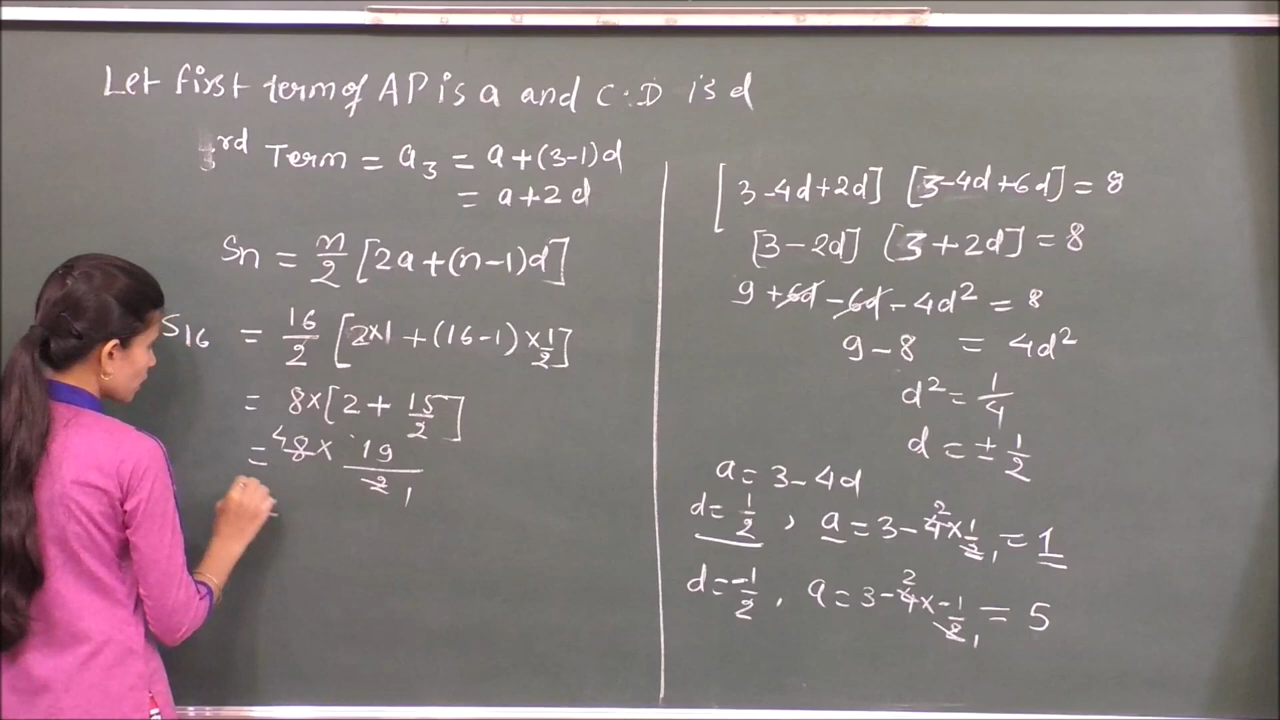 Let first term of AP is a and C.D is d
3rd Term = a₃ = a+(3-1)d
= a+2d
Sn = n/2 [2a+(n-1)d]
S16 = 16/2 [2×1+(16-1)×1/2]
= 8×[2+15/2]
= 4 8× 19/2 1
[3-4d+2d] [3-4d+6d] = 8
[3-2d] [3+2d] = 8
9+6d-6d-4d² = 8
9-8 = 4d²
d² = 1/4
d = ± 1/2
a = 3-4d
d = 1/2, a = 3-4 2×1/2 1 = 1
d = -1/2, a = 3-4 2×-1/2 1 = 5